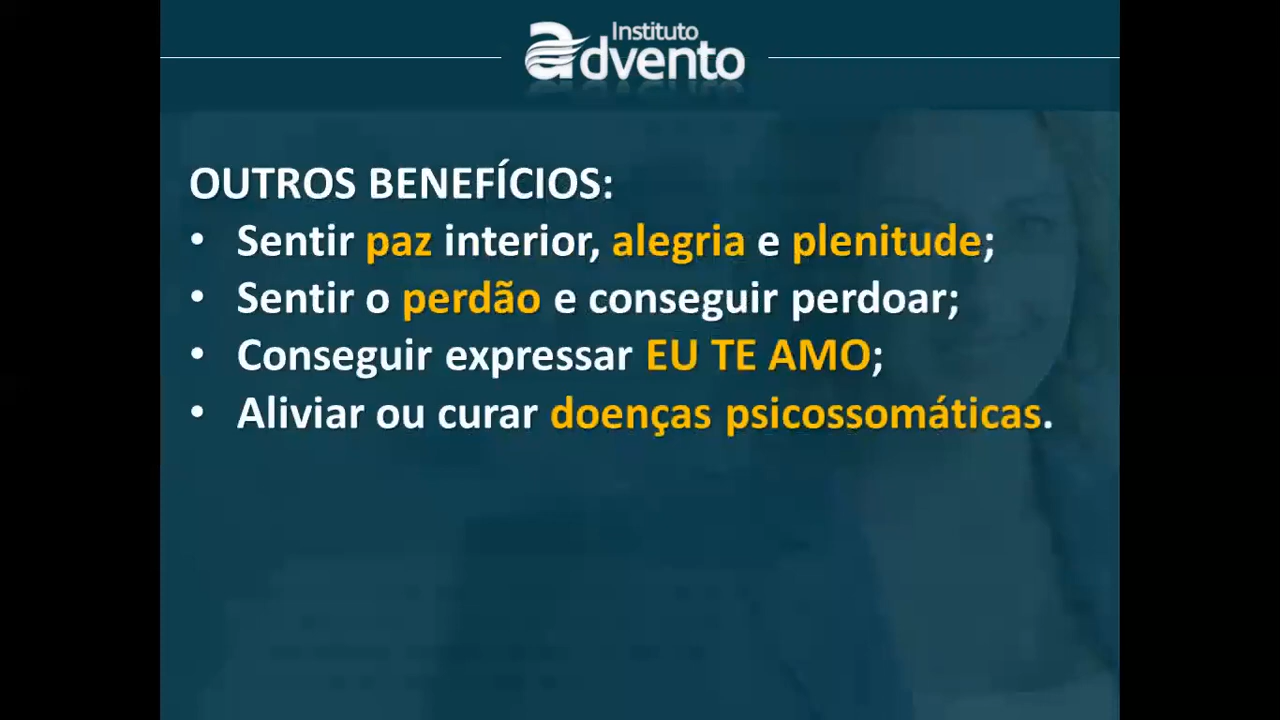 Instituto
advento
OUTROS BENEFÍCIOS:
• Sentir paz interior, alegria e plenitude;
• Sentir o perdão e conseguir perdoar;
• Conseguir expressar EU TE AMO;
• Aliviar ou curar doenças psicossomáticas.